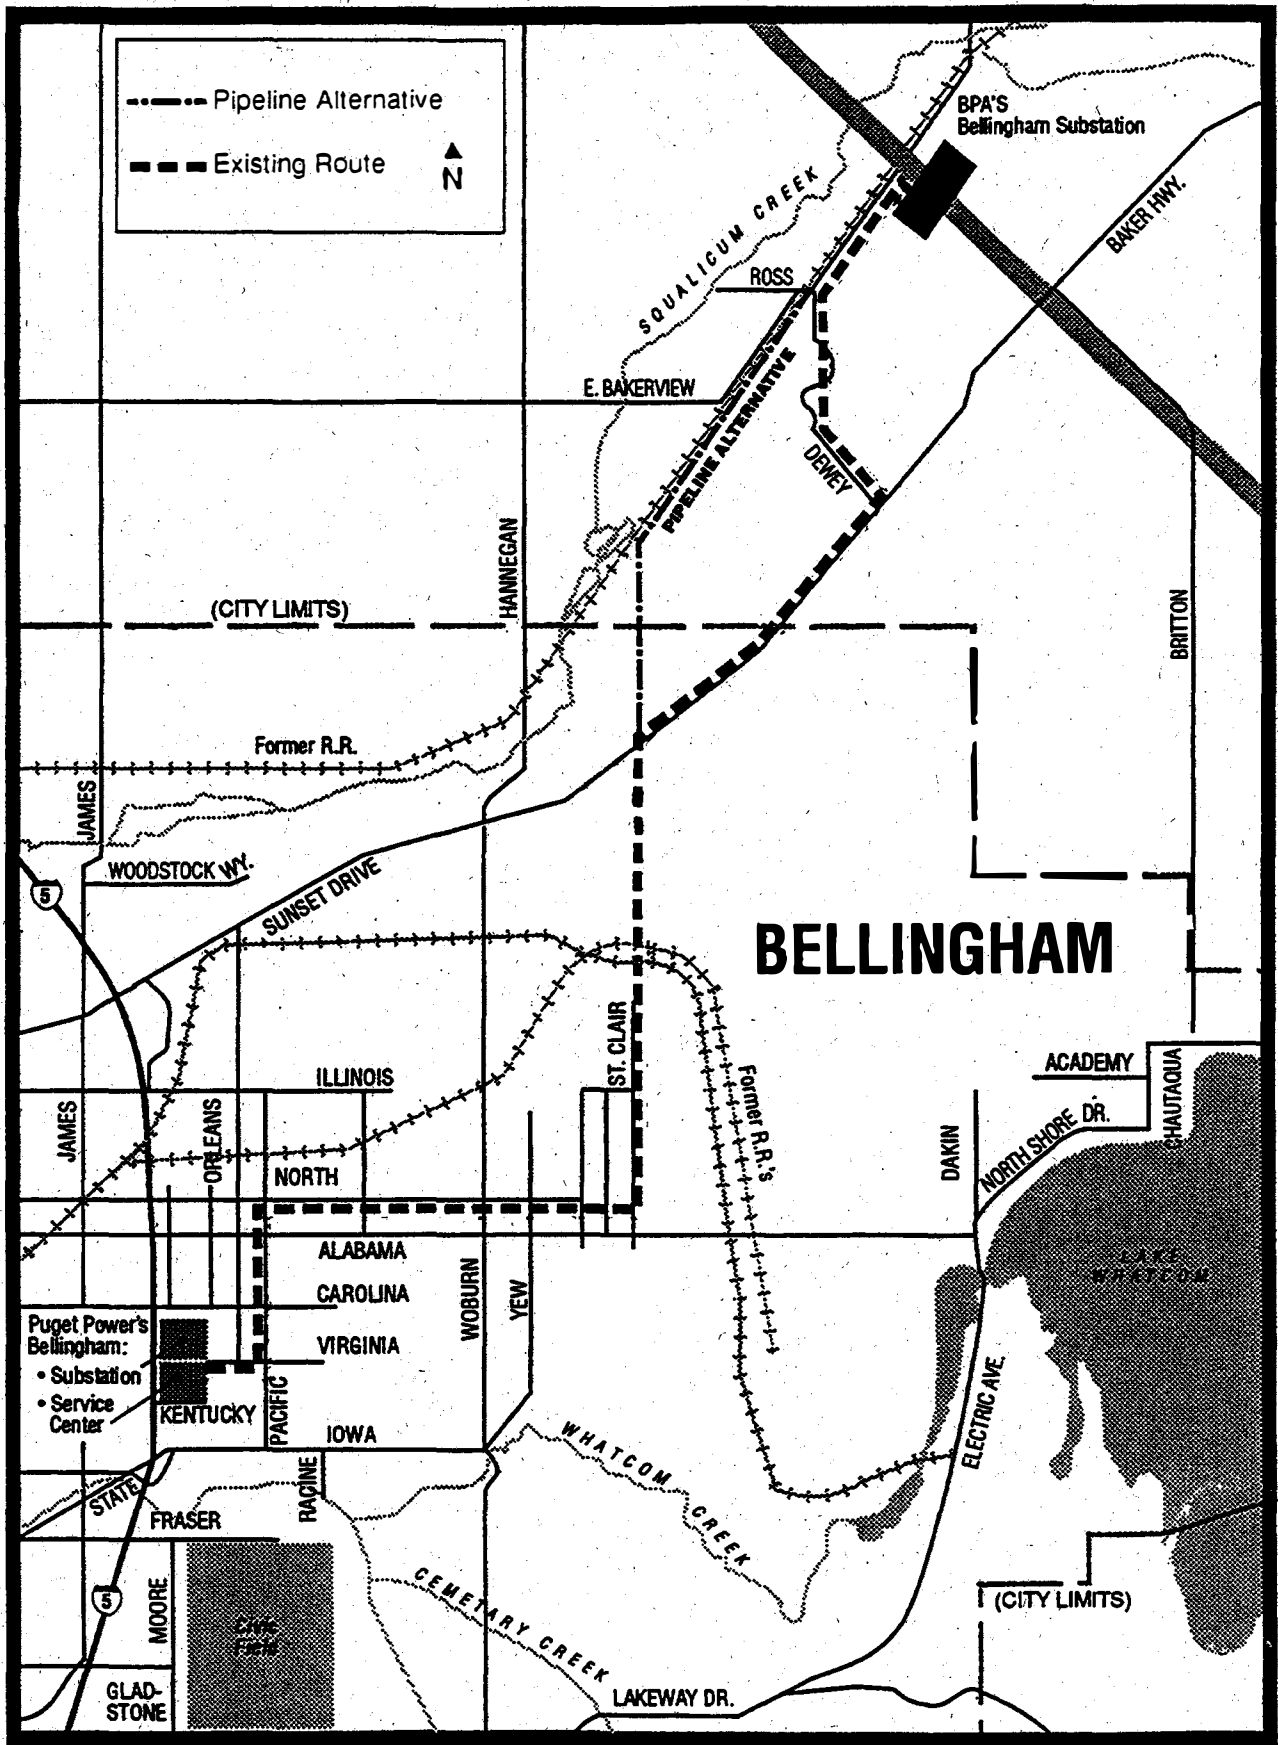 Pipeline Alternative
Existing Route
N
BPA'S
Bellingham Substation
BAKER HWY.
SQUALICUM CREEK
ROSS
E. BAKERVIEW
PIPELINE ALTERNATIVE
DEWEY
HANNEGAN
(CITY LIMITS)
BRITTON
Former R.R.
JAMES
WOODSTOCK WY.
5
SUNSET DRIVE
BELLINGHAM
ST. CLAIR
ILLINOIS
Former R.R.'s
ACADEMY
CHAUTAQUA
JAMES
ORLEANS
NORTH
DAKIN
NORTH SHORE DR.
ALABAMA
LAKE
WHATCOM
CAROLINA
WOBURN
YEW
Puget Power's
Bellingham:
• Substation
• Service
Center
VIRGINIA
KENTUCKY
PACIFIC
IOWA
ELECTRIC AVE.
WHATCOM CREEK
STATE
RACINE
FRASER
5
MOORE
Civic
Field
CEMETARY CREEK
(CITY LIMITS)
GLAD-
STONE
LAKEWAY DR.